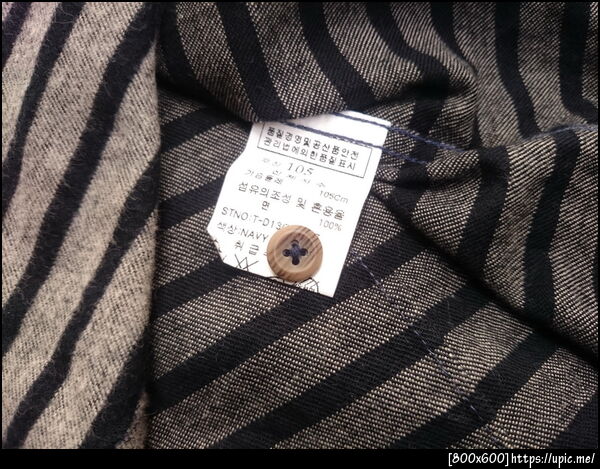 품질경영및공산품안전
관리법에의한품질표시
105
105Cm
섬유의조성 및 혼용율
면 100%
STNO:T-D13
색상:NAVY
취급
[800x600]https://upic.me/